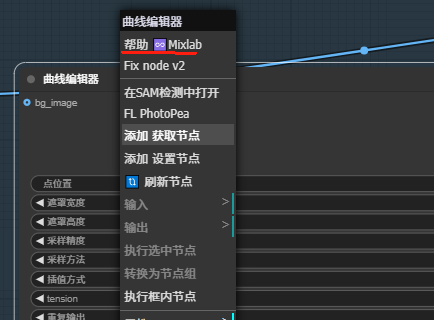 曲线编辑器
帮助 ♾️Mixlab
Fix node v2
在SAM检测中打开
FL PhotoPea
添加 获取节点
添加 设置节点
🔃 刷新节点
输入 >
输出 >
执行选中节点
转换为节点组
执行框内节点
曲线编辑器
bg_image
点位置
◀ 遮罩宽度
◀ 遮罩高度
◀ 采样精度
◀ 采样方法
◀ 插值方式
◀ tension
◀ 重复输出